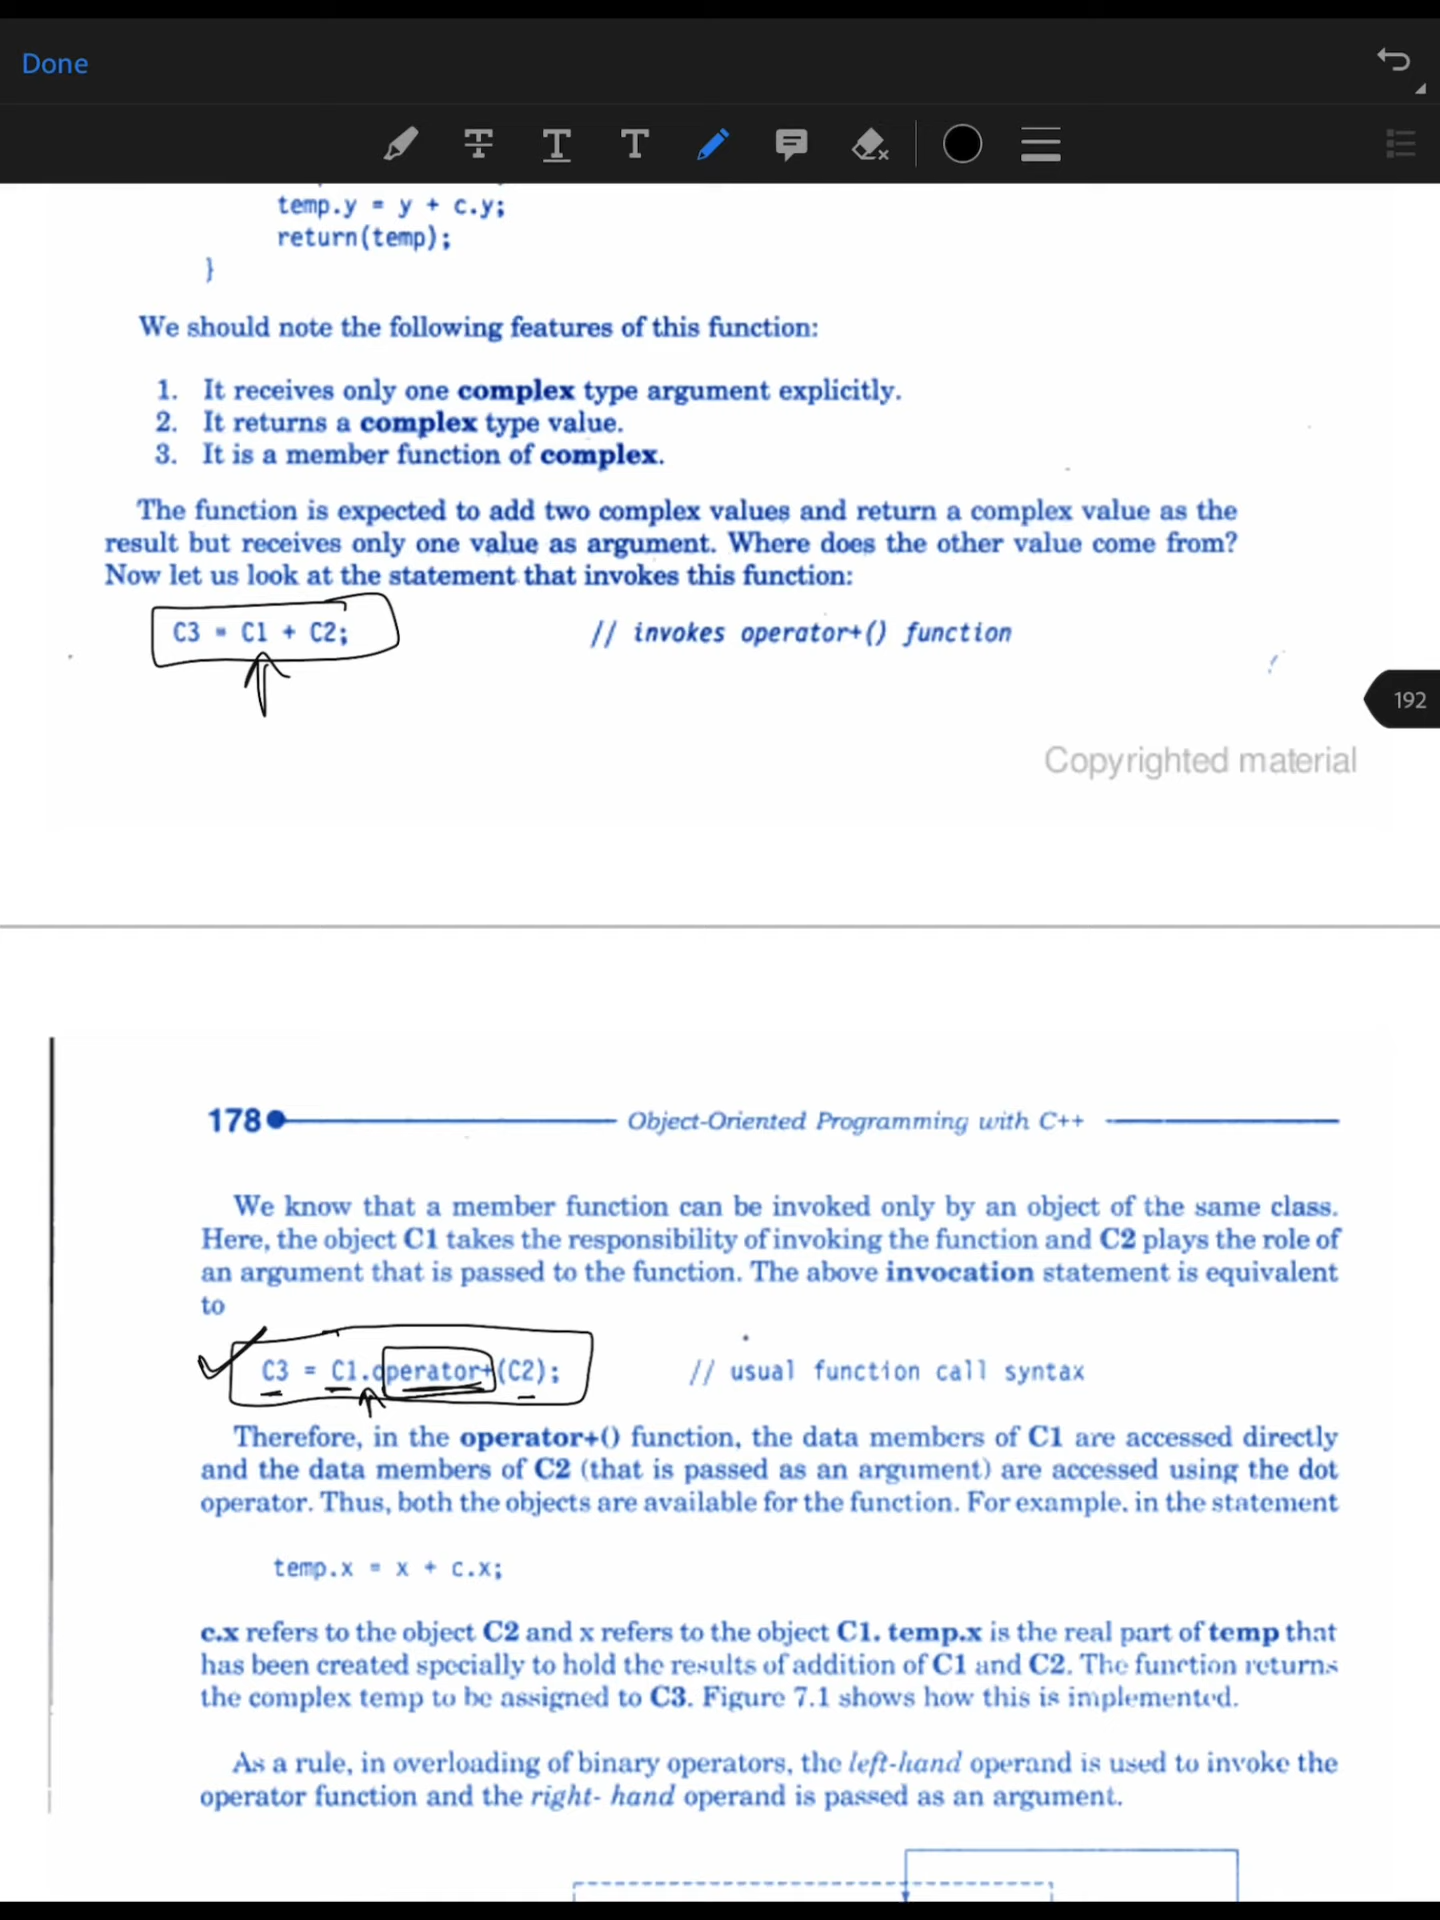 Done
temp.y = y + c.y;
return(temp);
}
We should note the following features of this function:
1. It receives only one complex type argument explicitly.
2. It returns a complex type value.
3. It is a member function of complex.
The function is expected to add two complex values and return a complex value as the
result but receives only one value as argument. Where does the other value come from?
Now let us look at the statement that invokes this function:
C3 = C1 + C2; // invokes operator+() function
192
Copyrighted material
178 Object-Oriented Programming with C++
We know that a member function can be invoked only by an object of the same class.
Here, the object C1 takes the responsibility of invoking the function and C2 plays the role of
an argument that is passed to the function. The above invocation statement is equivalent
to
C3 = C1.operator+(C2); // usual function call syntax
Therefore, in the operator+() function, the data members of C1 are accessed directly
and the data members of C2 (that is passed as an argument) are accessed using the dot
operator. Thus, both the objects are available for the function. For example, in the statement
temp.x = x + c.x;
c.x refers to the object C2 and x refers to the object C1. temp.x is the real part of temp that
has been created specially to hold the results of addition of C1 and C2. The function returns
the complex temp to be assigned to C3. Figure 7.1 shows how this is implemented.
As a rule, in overloading of binary operators, the left-hand operand is used to invoke the
operator function and the right- hand operand is passed as an argument.